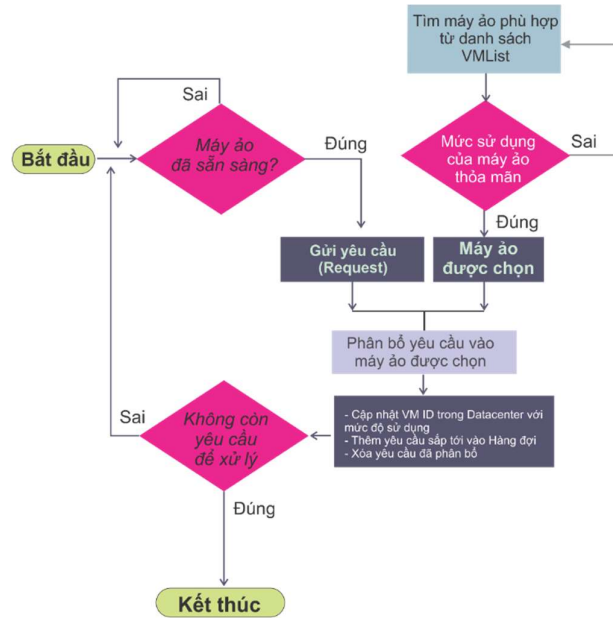 Tìm máy ảo phù hợp
từ danh sách
VMList
Sai
Bắt đầu
Máy ảo
đã sẵn sàng?
Đúng
Mức sử dụng
của máy ảo
thỏa mãn
Sai
Đúng
Gửi yêu cầu
(Request)
Máy ảo
được chọn
Phân bổ yêu cầu vào
máy ảo được chọn
- Cập nhật VM ID trong Datacenter với
mức độ sử dụng
- Thêm yêu cầu sắp tới vào Hàng đợi
- Xóa yêu cầu đã phân bổ
Sai
Không còn
yêu cầu
để xử lý
Đúng
Kết thúc